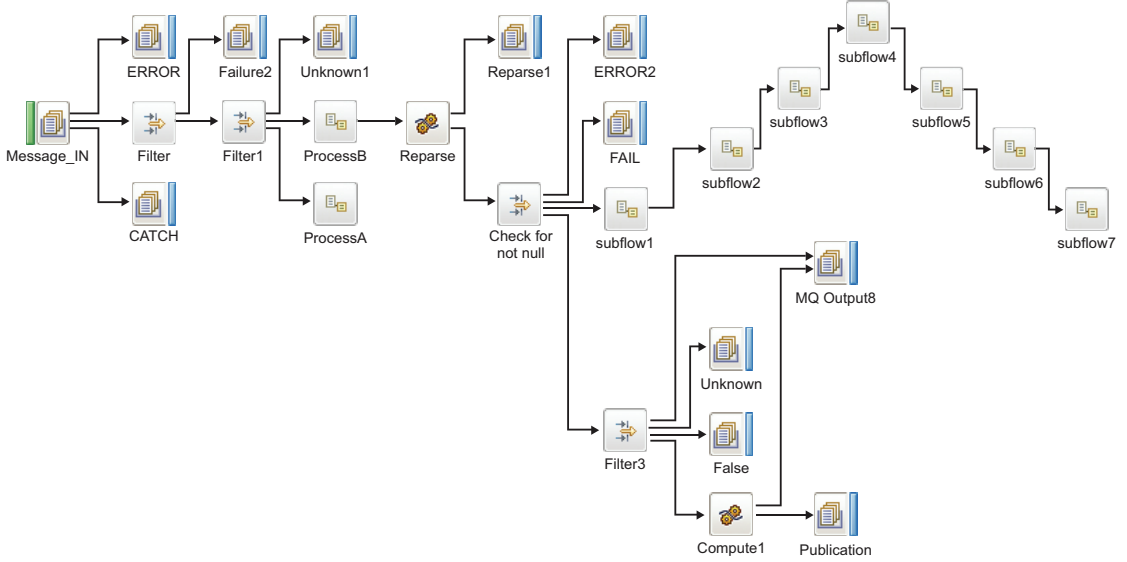 subflow4
ERROR
Failure2
Unknown1
Reparse1
ERROR2
subflow3
subflow5
Message_IN
Filter
Filter1
ProcessB
Reparse
FAIL
subflow2
subflow6
CATCH
ProcessA
Check for
not null
subflow1
subflow7
MQ Output8
Unknown
Filter3
False
Compute1
Publication